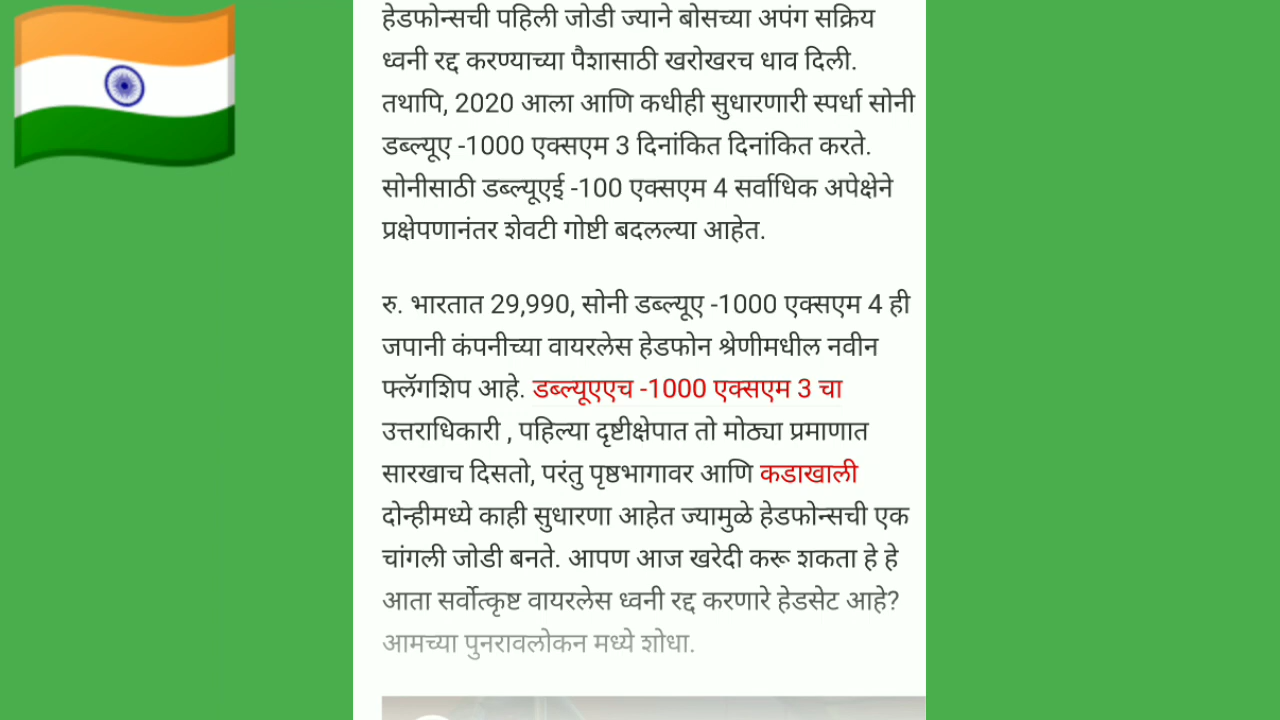 हेडफोन्सची पहिली जोडी ज्याने बोसच्या अपंग सक्रिय
ध्वनी रद्द करण्याच्या पैशासाठी खरोखरच धाव दिली.
तथापि, 2020 आला आणि कधीही सुधारणारी स्पर्धा सोनी
डब्ल्यूए -1000 एक्सएम 3 दिनांकित दिनांकित करते.
सोनीसाठी डब्ल्यूएई -100 एक्सएम 4 सर्वाधिक अपेक्षेने
प्रक्षेपणानंतर शेवटी गोष्टी बदलल्या आहेत.
रु. भारतात 29,990, सोनी डब्ल्यूए -1000 एक्सएम 4 ही
जपानी कंपनीच्या वायरलेस हेडफोन श्रेणीमधील नवीन
फ्लॅगशिप आहे. डब्ल्यूएएच -1000 एक्सएम 3 चा
उत्तराधिकारी , पहिल्या दृष्टीक्षेपात तो मोठ्या प्रमाणात
सारखाच दिसतो, परंतु पृष्ठभागावर आणि कडाखाली
दोन्हीमध्ये काही सुधारणा आहेत ज्यामुळे हेडफोन्सची एक
चांगली जोडी बनते. आपण आज खरेदी करू शकता हे हे
आता सर्वोत्कृष्ट वायरलेस ध्वनी रद्द करणारे हेडसेट आहे?
आमच्या पुनरावलोकन मध्ये शोधा.